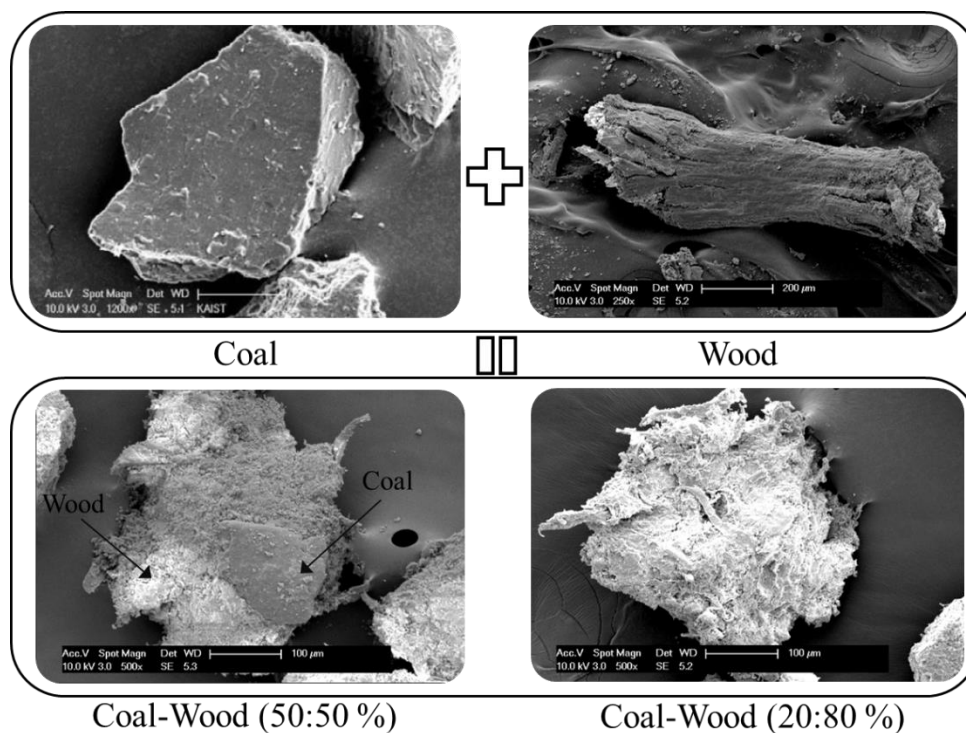 Acc.V Spot Magn Det WD
10.0 kV 3.0 1200x SE 5.1 KAIST
Acc.V Spot Magn Det WD 200 µm
10.0 kV 3.0 250x SE 5.2
Coal
Wood
Wood
Coal
Acc.V Spot Magn Det WD 100 µm
10.0 kV 3.0 500x SE 5.3
Acc.V Spot Magn Det WD 100 µm
10.0 kV 3.0 500x SE 5.2
Coal-Wood (50:50 %)
Coal-Wood (20:80 %)